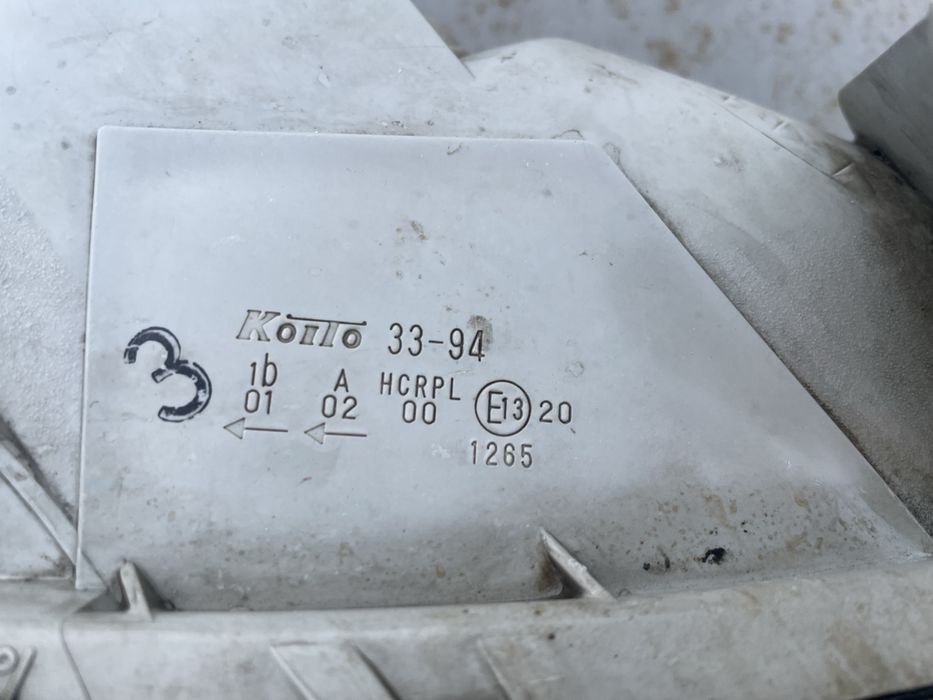 Koito 33-94
3
1b A HCRPL
01 02 00 E13 20
1265